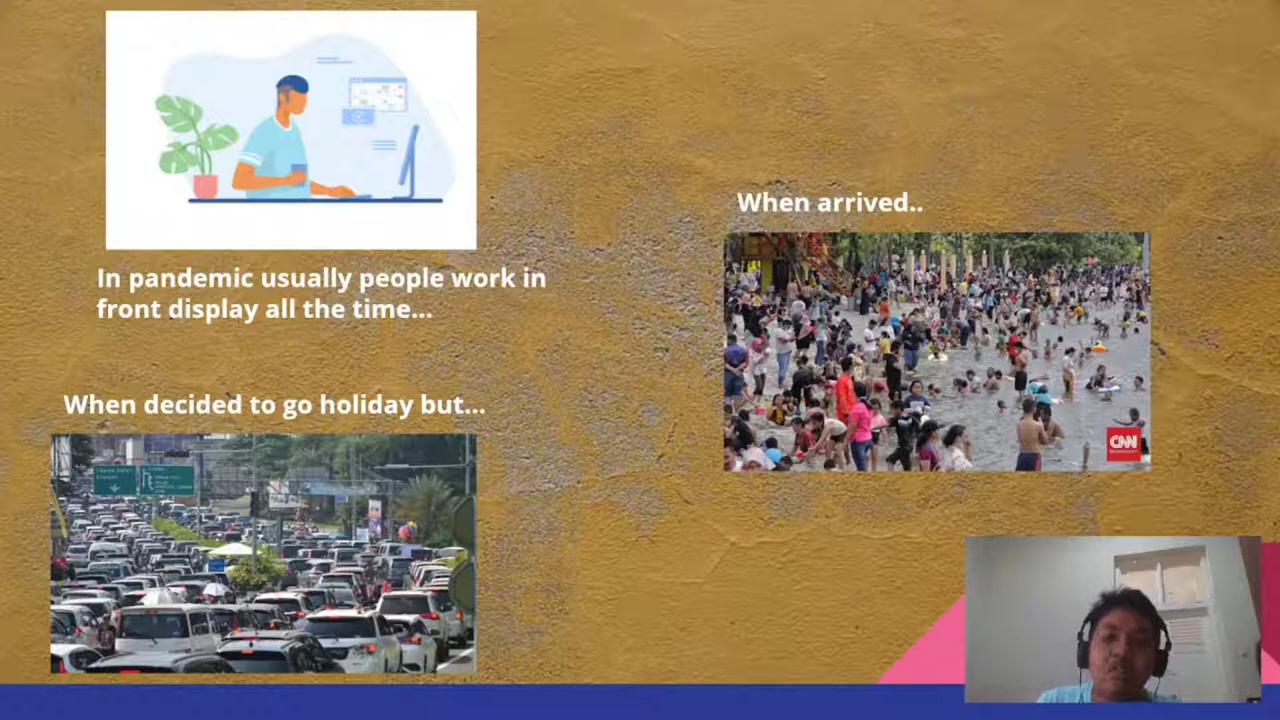 In pandemic usually people work in
front display all the time...
When decided to go holiday but...
When arrived..
CNN